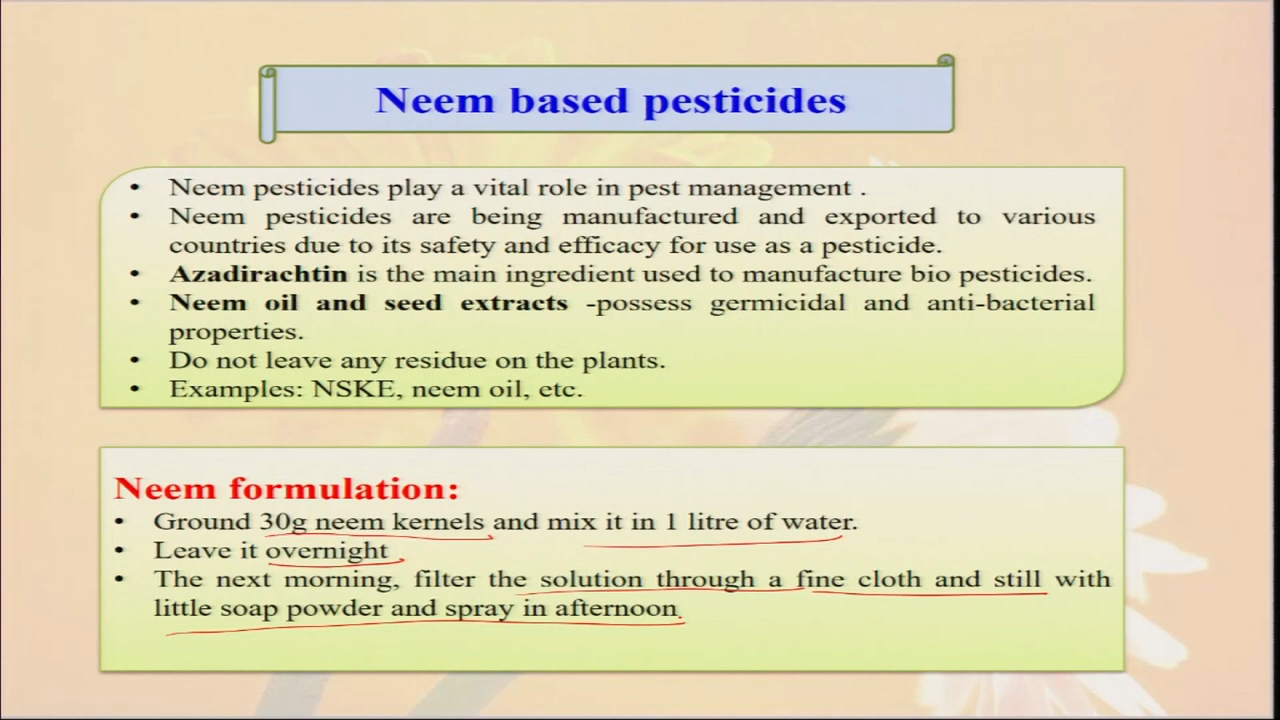 Neem based pesticides
• Neem pesticides play a vital role in pest management .
• Neem pesticides are being manufactured and exported to various
countries due to its safety and efficacy for use as a pesticide.
• Azadirachtin is the main ingredient used to manufacture bio pesticides.
• Neem oil and seed extracts -possess germicidal and anti-bacterial
properties.
• Do not leave any residue on the plants.
• Examples: NSKE, neem oil, etc.
Neem formulation:
• Ground 30g neem kernels and mix it in 1 litre of water.
• Leave it overnight
• The next morning, filter the solution through a fine cloth and still with
little soap powder and spray in afternoon.